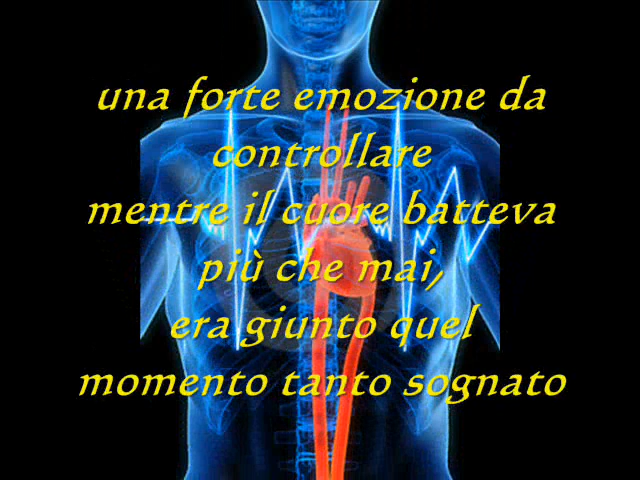 una forte emozione da
controllare
mentre il cuore batteva
più che mai,
era giunto quel
momento tanto sognato